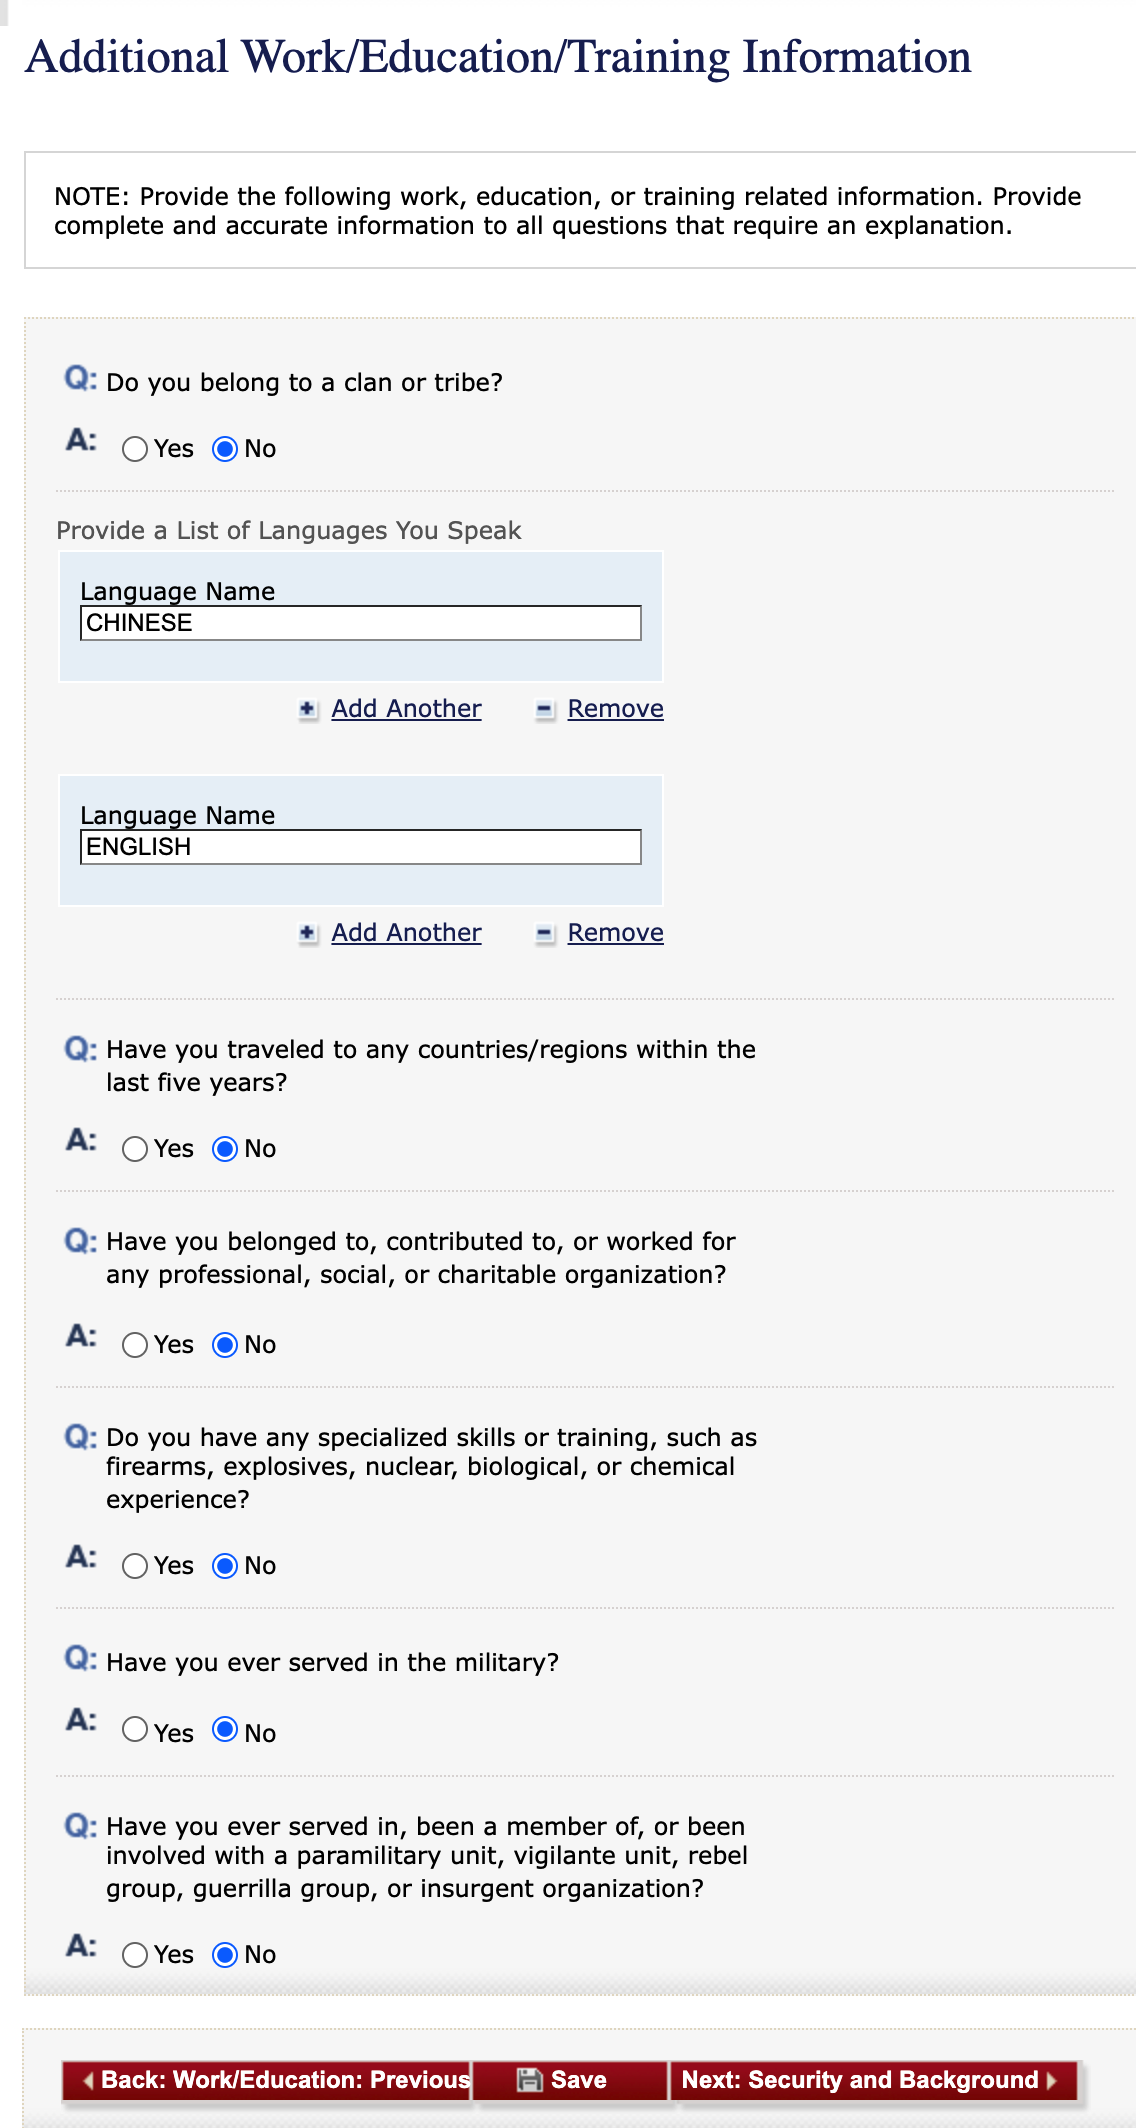 Additional Work/Education/Training Information
NOTE: Provide the following work, education, or training related information. Provide
complete and accurate information to all questions that require an explanation.
Q: Do you belong to a clan or tribe?
A: Yes No
Provide a List of Languages You Speak
Language Name
CHINESE
Add Another Remove
Language Name
ENGLISH
Add Another Remove
Q: Have you traveled to any countries/regions within the
last five years?
A: Yes No
Q: Have you belonged to, contributed to, or worked for
any professional, social, or charitable organization?
A: Yes No
Q: Do you have any specialized skills or training, such as
firearms, explosives, nuclear, biological, or chemical
experience?
A: Yes No
Q: Have you ever served in the military?
A: Yes No
Q: Have you ever served in, been a member of, or been
involved with a paramilitary unit, vigilante unit, rebel
group, guerrilla group, or insurgent organization?
A: Yes No
Back: Work/Education: Previous Save Next: Security and Background